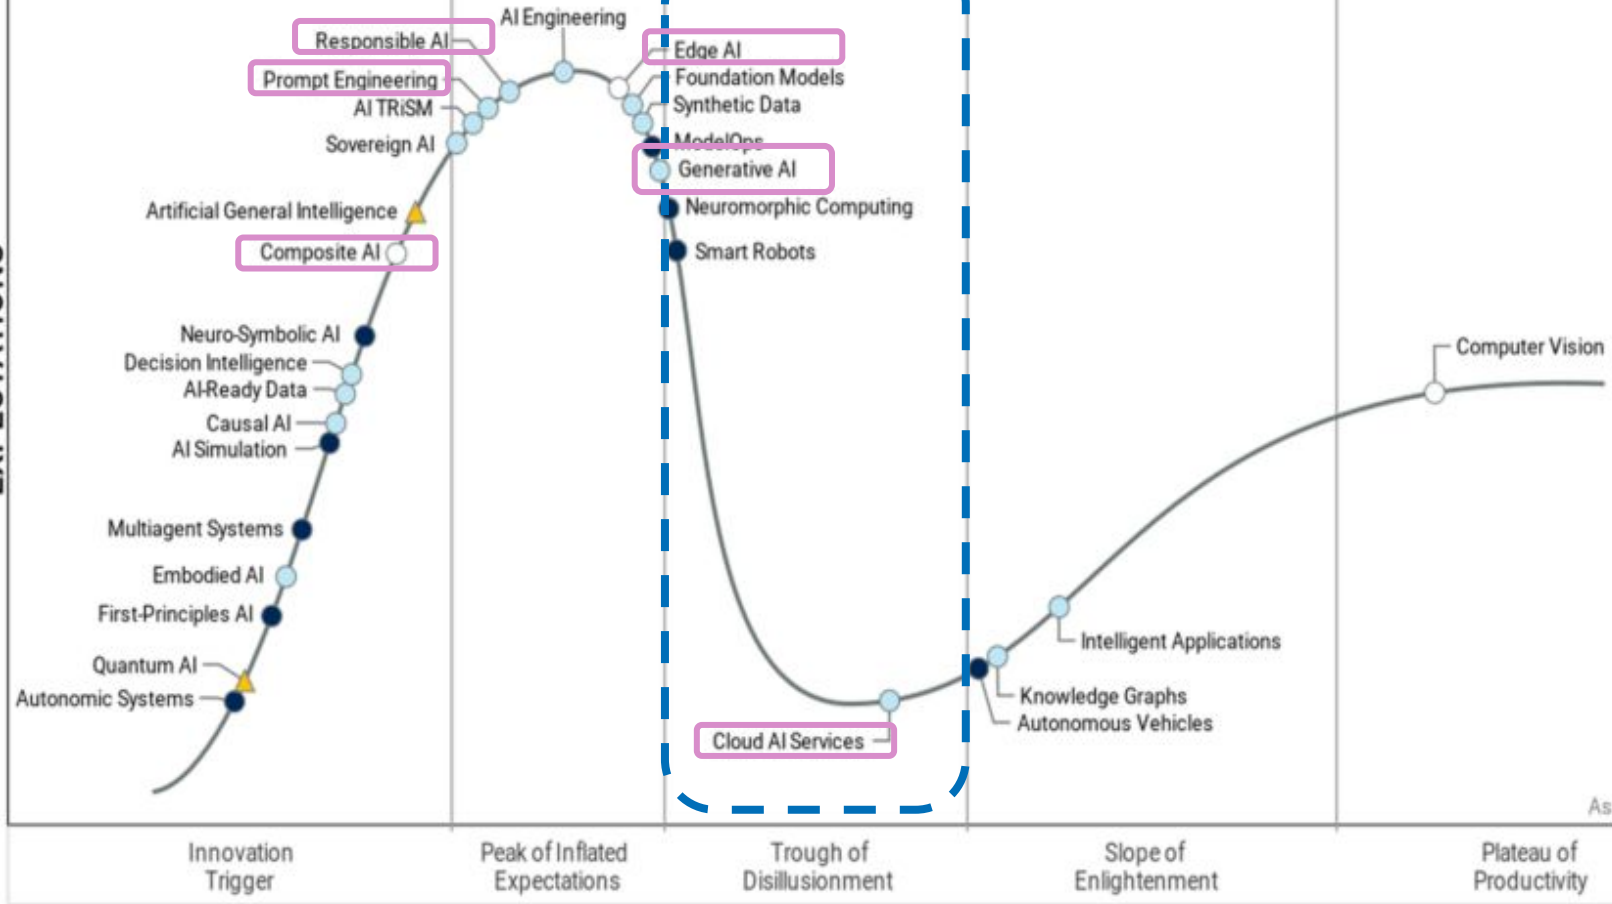 AI Engineering
Responsible AI
Edge AI
Prompt Engineering
Foundation Models
AI TRiSM
Synthetic Data
Sovereign AI
ModelOps
Generative AI
Artificial General Intelligence
Neuromorphic Computing
Composite AI
Smart Robots
Neuro-Symbolic AI
Computer Vision
Decision Intelligence
AI-Ready Data
Causal AI
AI Simulation
Multiagent Systems
Embodied AI
First-Principles AI
Intelligent Applications
Quantum AI
Autonomic Systems
Knowledge Graphs
Autonomous Vehicles
Cloud AI Services
As
Innovation
Trigger
Peak of Inflated
Expectations
Trough of
Disillusionment
Slope of
Enlightenment
Plateau of
Productivity